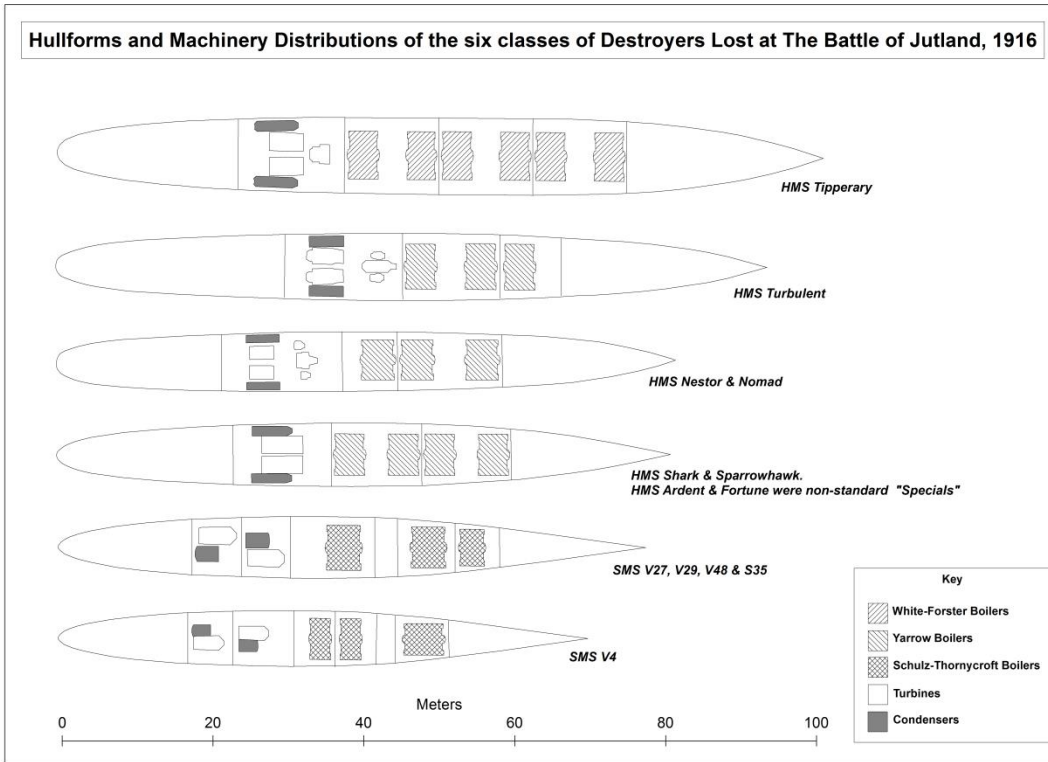 Hullforms and Machinery Distributions of the six classes of Destroyers Lost at The Battle of Jutland, 1916
HMS Tipperary
HMS Turbulent
HMS Nestor & Nomad
HMS Shark & Sparrowhawk.
HMS Ardent & Fortune were non-standard "Specials"
SMS V27, V29, V48 & S35
SMS V4
Key
White-Forster Boilers
Yarrow Boilers
Schulz-Thornycroft Boilers
Turbines
Condensers
Meters
0 20 40 60 80 100